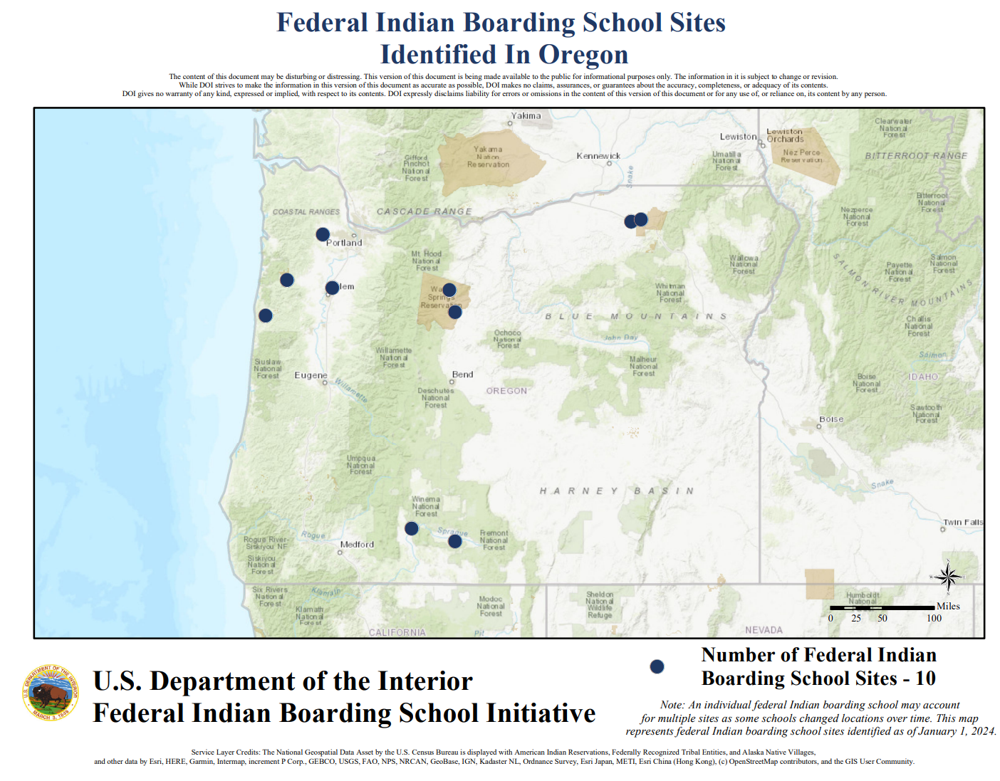 Federal Indian Boarding School Sites
Identified In Oregon
The content of this document may be disturbing or distressing. This version of this document is being made available to the public for informational purposes only. The information in it is subject to change or revision.
While DOI strives to make the information in this version of this document as accurate as possible, DOI makes no claims, assurances, or guarantees about the accuracy, completeness, or adequacy of its contents.
DOI gives no warranty of any kind, expressed or implied, with respect to its contents. DOI expressly disclaims liability for errors or omissions in the content of this version of this document or for any use of, or reliance on, its content by any person.
Yakima
Clearwater
National
Forest
Lewiston
Lewiston
Orchards
Yakama
Nation
Reservation
Gifford
Pinchot
National
Forest
Kennewick
Snake
Umatilla
National
Forest
Nez Perce
Reservation
BITTERROOT RANGE
Bitterroot
National
Forest
COASTAL RANGES
CASCADE RANGE
Nezperce
National
Forest
Portland
Mt Hood
National
Forest
Wallowa
National
Forest
Salmon
National
Forest
Payette
National
Forest
SALMON RIVER MOUNTAINS
lem
Wa
Springs
Reservation
Whitman
National
Forest
BLUE MOUNTAINS
Challis
National
Forest
Ochoco
National
Forest
John Day
Salmon
Willamette
National
Forest
Siuslaw
National
Forest
Malheur
National
Forest
Eugene
Willamette
Bend
Boise
National
Forest
IDAHO
Deschutes
National
Forest
OREGON
Sawtooth
National
Forest
Boise
Umpqua
National
Forest
HARNEY BASIN
Snake
Winema
National
Forest
Twin Falls
Rogue River-
Siskiyou NF
Rogue
Medford
Sprague
Fremont
National
Forest
Siskiyou
National
Forest
N
W
E
S
Six Rivers
National
Forest
Klamath
Sheldon
National
Wildlife
Refuge
Humboldt
National
Modoc
National
Forest
Klamath
National
Forest
Miles
0 25 50 100
CALIFORNIA
Pit
NEVADA
U.S. DEPARTMENT OF THE INTERIOR
MARCH 3, 1849
U.S. Department of the Interior
Federal Indian Boarding School Initiative
Number of Federal Indian
Boarding School Sites - 10
Note: An individual federal Indian boarding school may account
for multiple sites as some schools changed locations over time. This map
represents federal Indian boarding school sites identified as of January 1, 2024.
Service Layer Credits: The National Geospatial Data Asset by the U.S. Census Bureau is displayed with American Indian Reservations, Federally Recognized Tribal Entities, and Alaska Native Villages,
and other data by Esri, HERE, Garmin, Intermap, increment P Corp., GEBCO, USGS, FAO, NPS, NRCAN, GeoBase, IGN, Kadaster NL, Ordnance Survey, Esri Japan, METI, Esri China (Hong Kong), (c) OpenStreetMap contributors, and the GIS User Community.